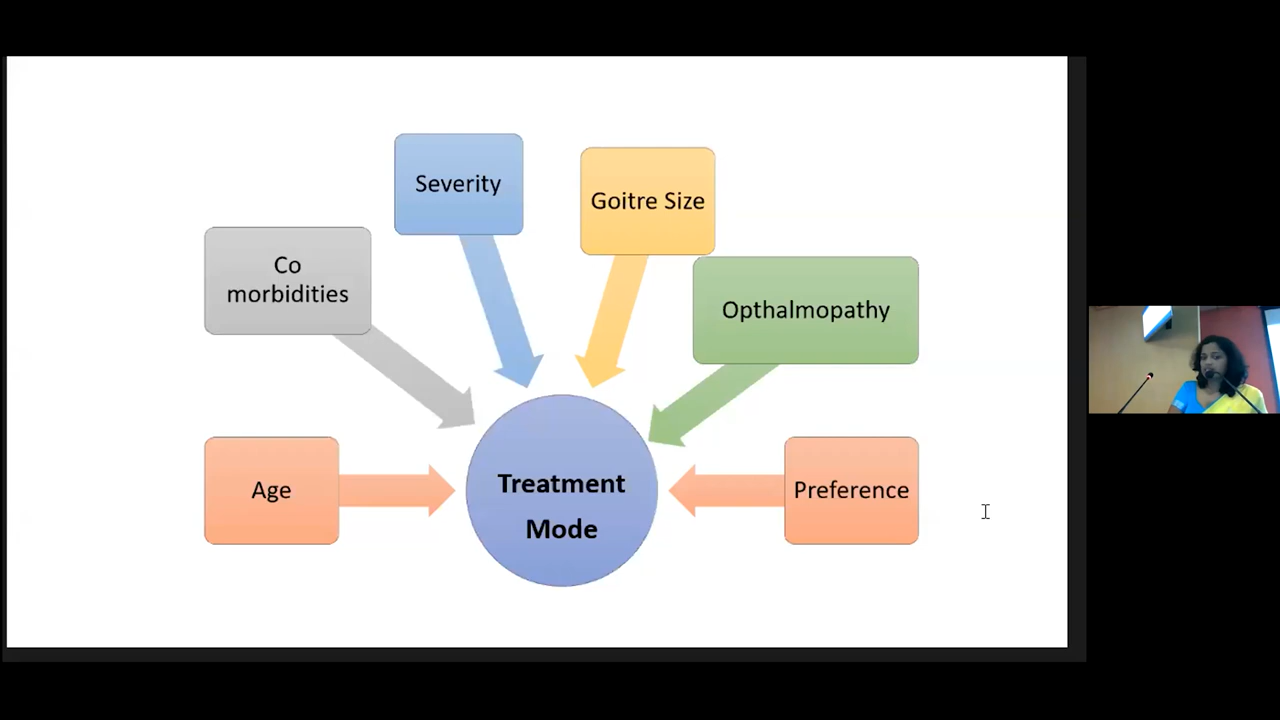 Severity
Goitre Size
Co
morbidities
Opthalmopathy
Age
Treatment
Mode
Preference